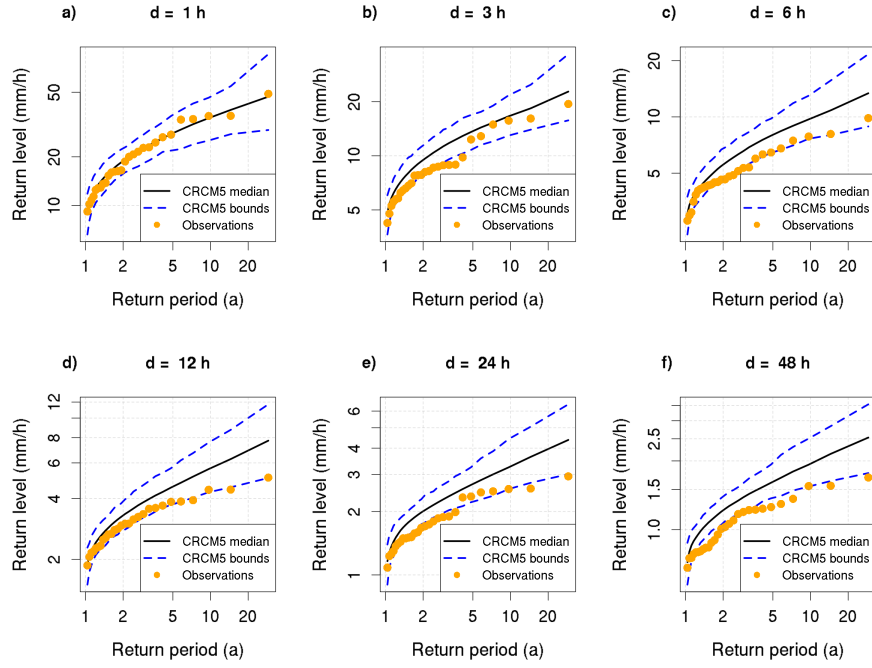 a) d = 1 h
Return level (mm/h)
50
20
10
CRCM5 median
CRCM5 bounds
Observations
1 2 5 10 20
Return period (a)
b) d = 3 h
Return level (mm/h)
20
10
5
CRCM5 median
CRCM5 bounds
Observations
1 2 5 10 20
Return period (a)
c) d = 6 h
Return level (mm/h)
20
10
5
CRCM5 median
CRCM5 bounds
Observations
1 2 5 10 20
Return period (a)
d) d = 12 h
Return level (mm/h)
12
8
6
4
2
CRCM5 median
CRCM5 bounds
Observations
1 2 5 10 20
Return period (a)
e) d = 24 h
Return level (mm/h)
6
4
3
2
1
CRCM5 median
CRCM5 bounds
Observations
1 2 5 10 20
Return period (a)
f) d = 48 h
Return level (mm/h)
2.5
1.5
1.0
CRCM5 median
CRCM5 bounds
Observations
1 2 5 10 20
Return period (a)